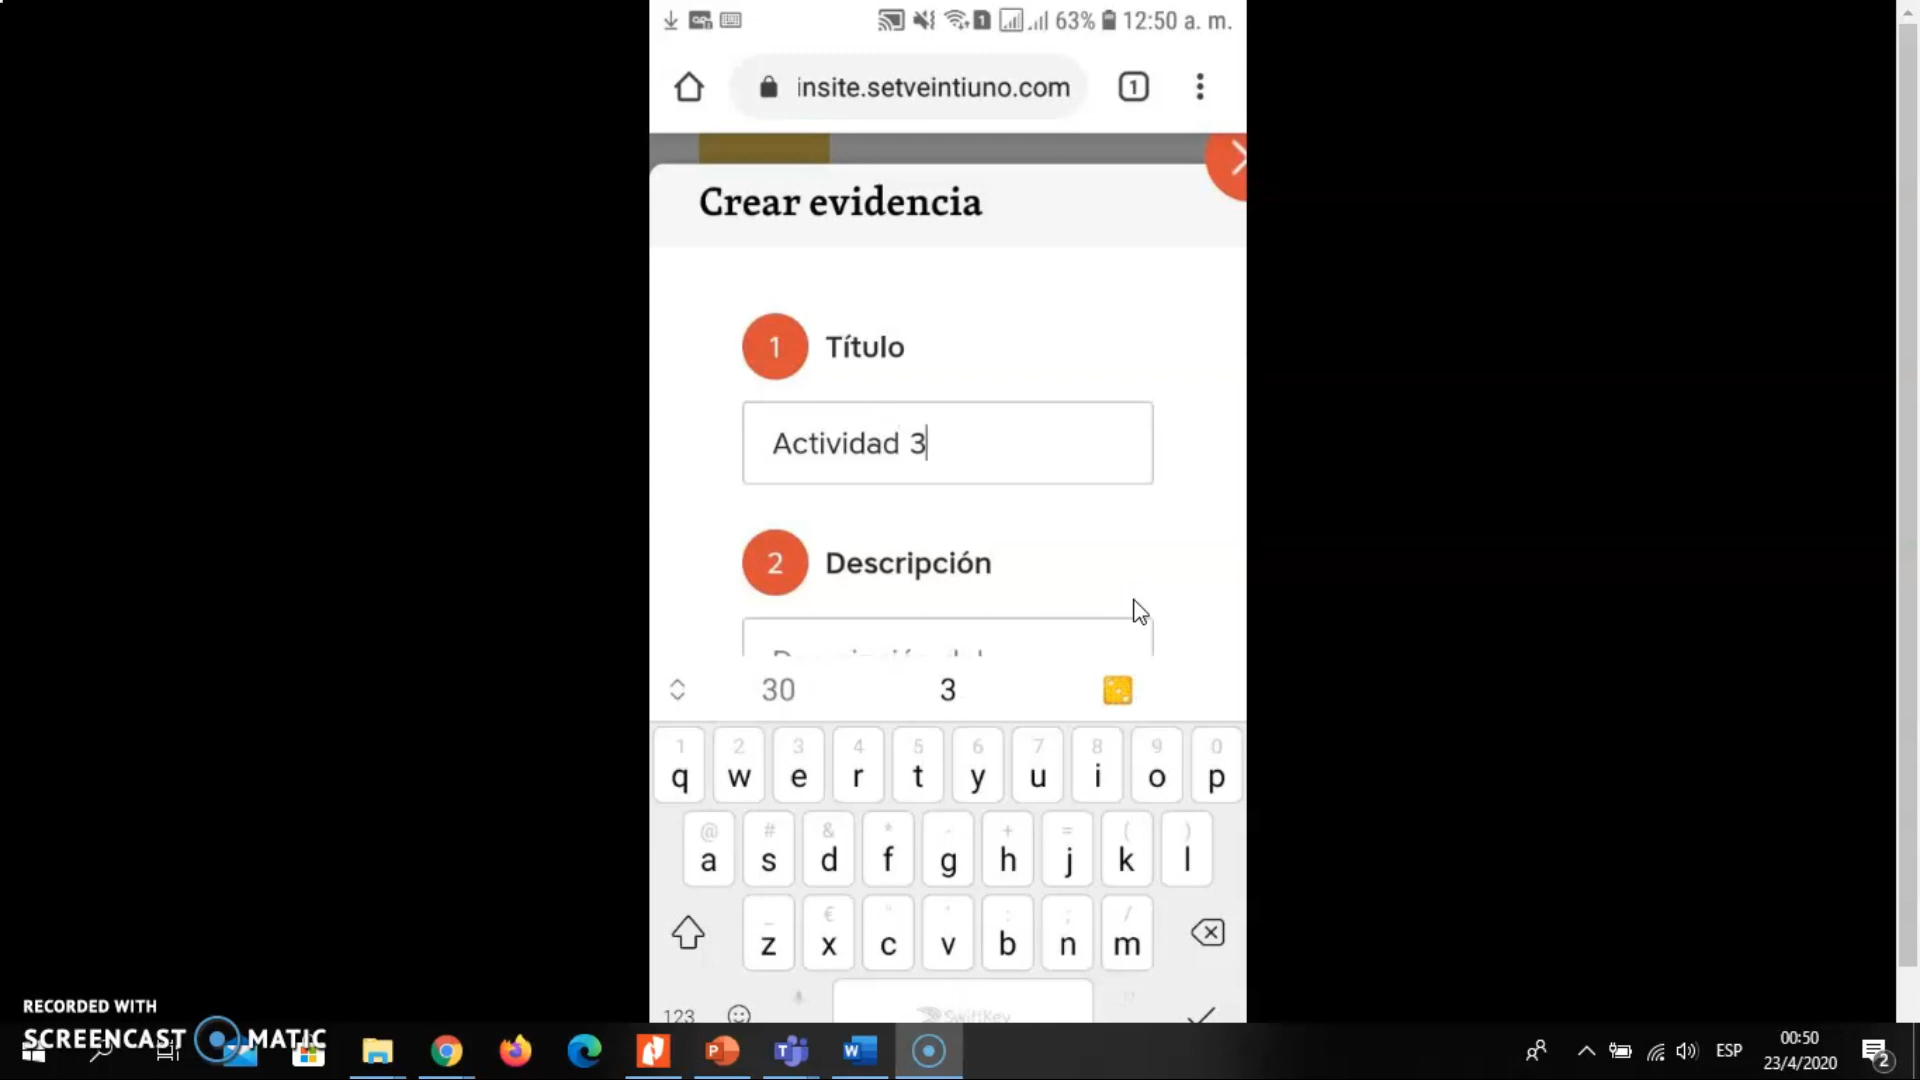 63% 12:50 a. m.
insite.setveintiuno.com
1
Crear evidencia
1 Título
Actividad 3
2 Descripción
30 3
1 2 3 4 5 6 7 8 9 0
q w e r t y u i o p
@ # & * - + = ( )
a s d f g h j k l
_ € " ' : ; /
z x c v b n m
123
SwiftKey
RECORDED WITH
SCREENCAST MATIC
ESP
00:50
23/4/2020
2